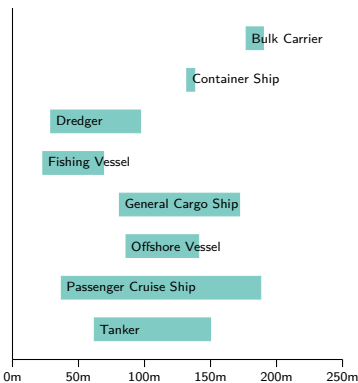 Bulk Carrier
Container Ship
Dredger
Fishing Vessel
General Cargo Ship
Offshore Vessel
Passenger Cruise Ship
Tanker
0m 50m 100m 150m 200m 250m